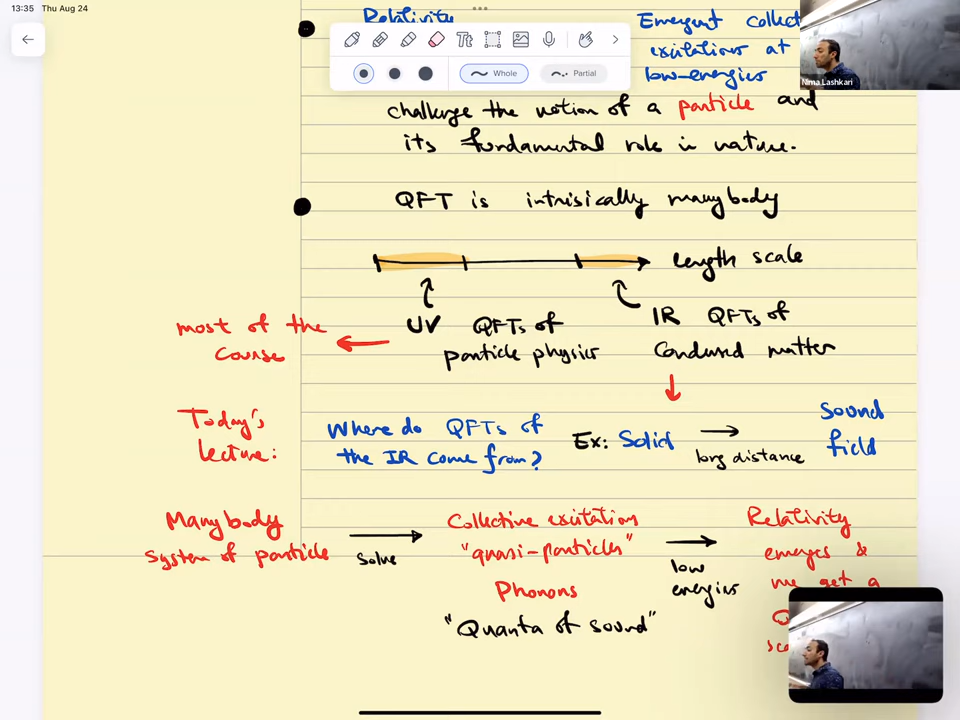 13:35 Thu Aug 24
Relativity
Emergent collect
excitations at
low-energies
Tt
Whole
Partial
Nima Lashkari
challenge the notion of a particle and
its fundamental role in nature.
QFT is intrisically manybody
length scale
UV QFTs of
particle physics
IR QFTs of
Condensed matter
most of the
course
Today's
lecture:
Where do QFTs of
the IR come from?
Ex: Solid
long distance
Sound
field
Manybody
system of particle
solve
Collective excitation
"quasi-particles"
Phonons
"Quanta of sound"
low
energies
Relativity
emerges &
we get a